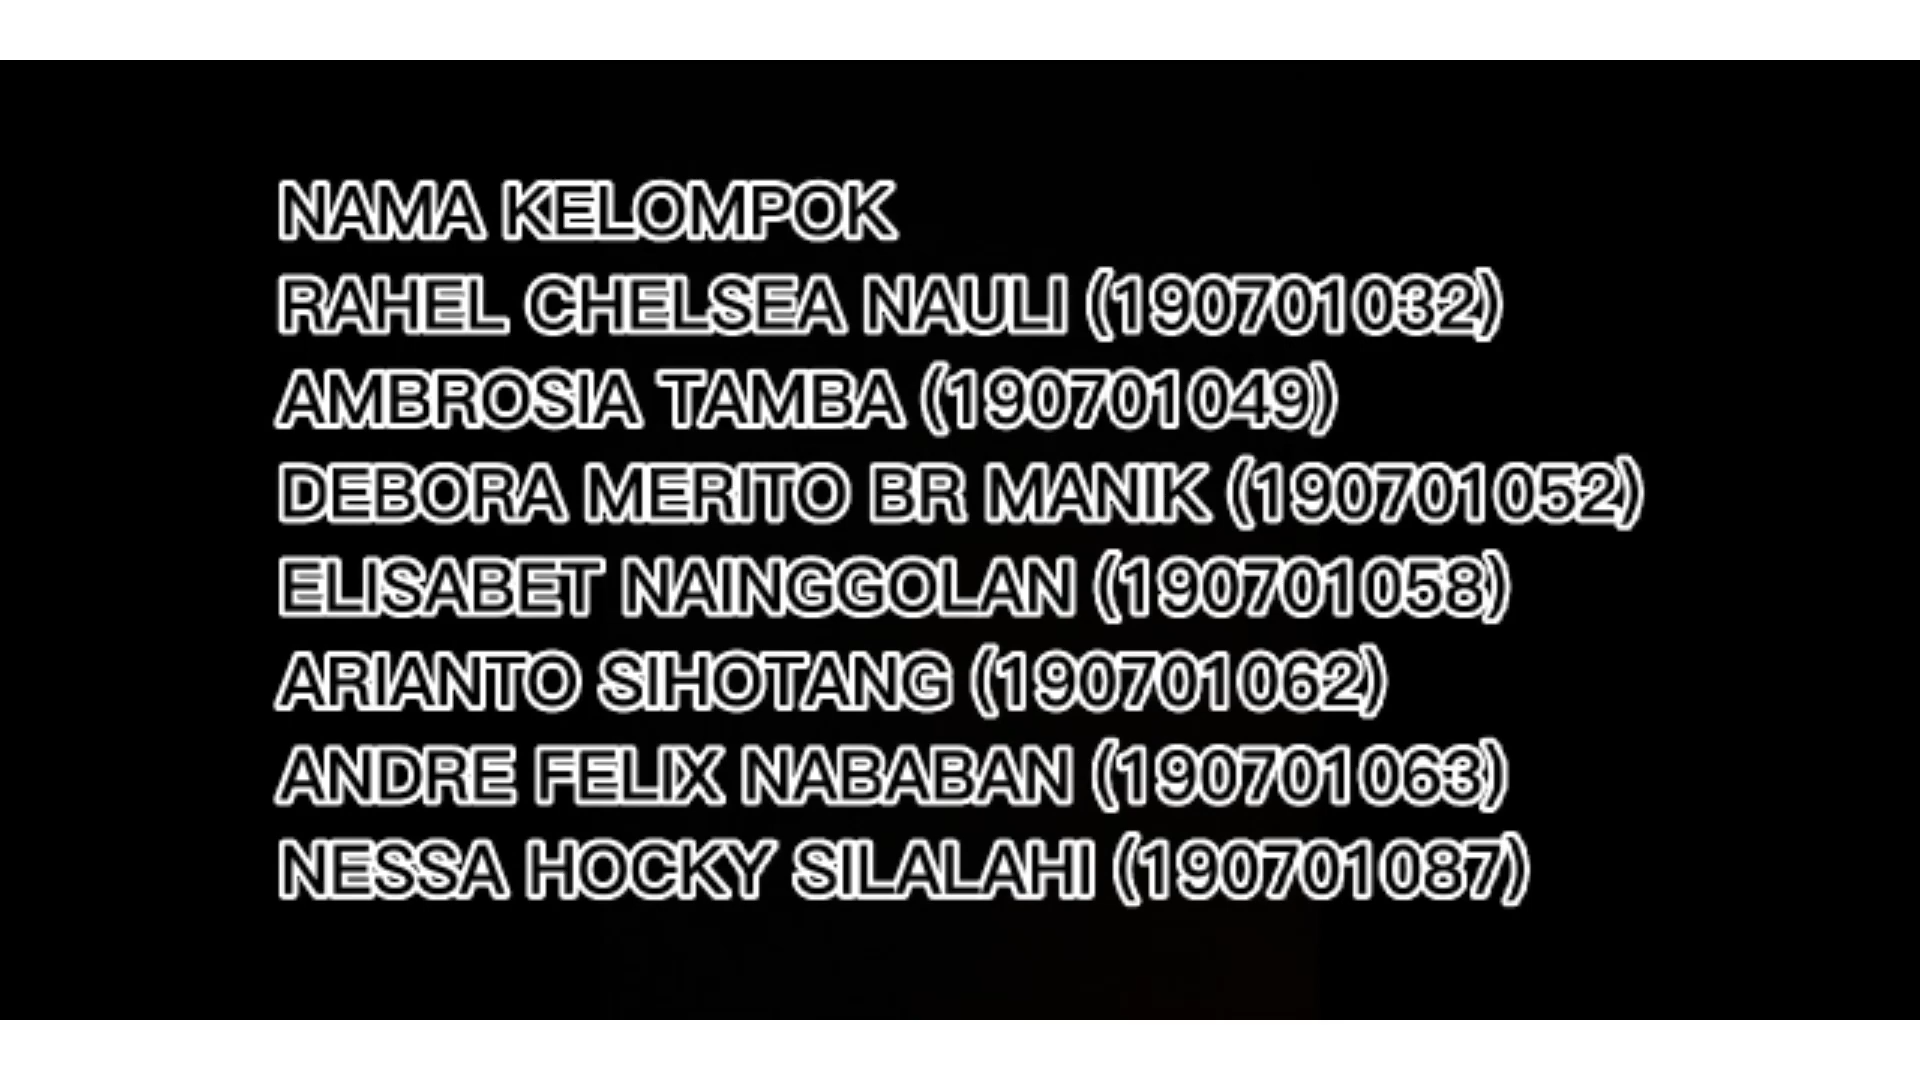 NAMA KELOMPOK
RAHEL CHELSEA NAULI (190701032)
AMBROSIA TAMBA (190701049)
DEBORA MERITO BR MANIK (190701052)
ELISABET NAINGGOLAN (190701058)
ARIANTO SIHOTANG (190701062)
ANDRE FELIX NABABAN (190701063)
NESSA HOCKY SILALAHI (190701087)